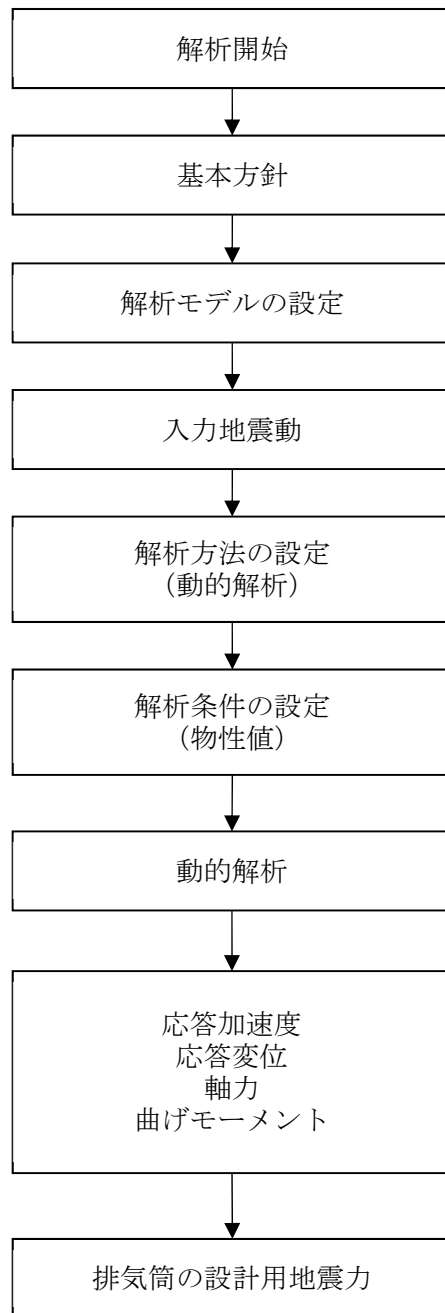 解析開始
基本方針
解析モデルの設定
入力地震動
解析方法の設定
（動的解析）
解析条件の設定
（物性値）
動的解析
応答加速度
応答変位
軸力
曲げモーメント
排気筒の設計用地震力